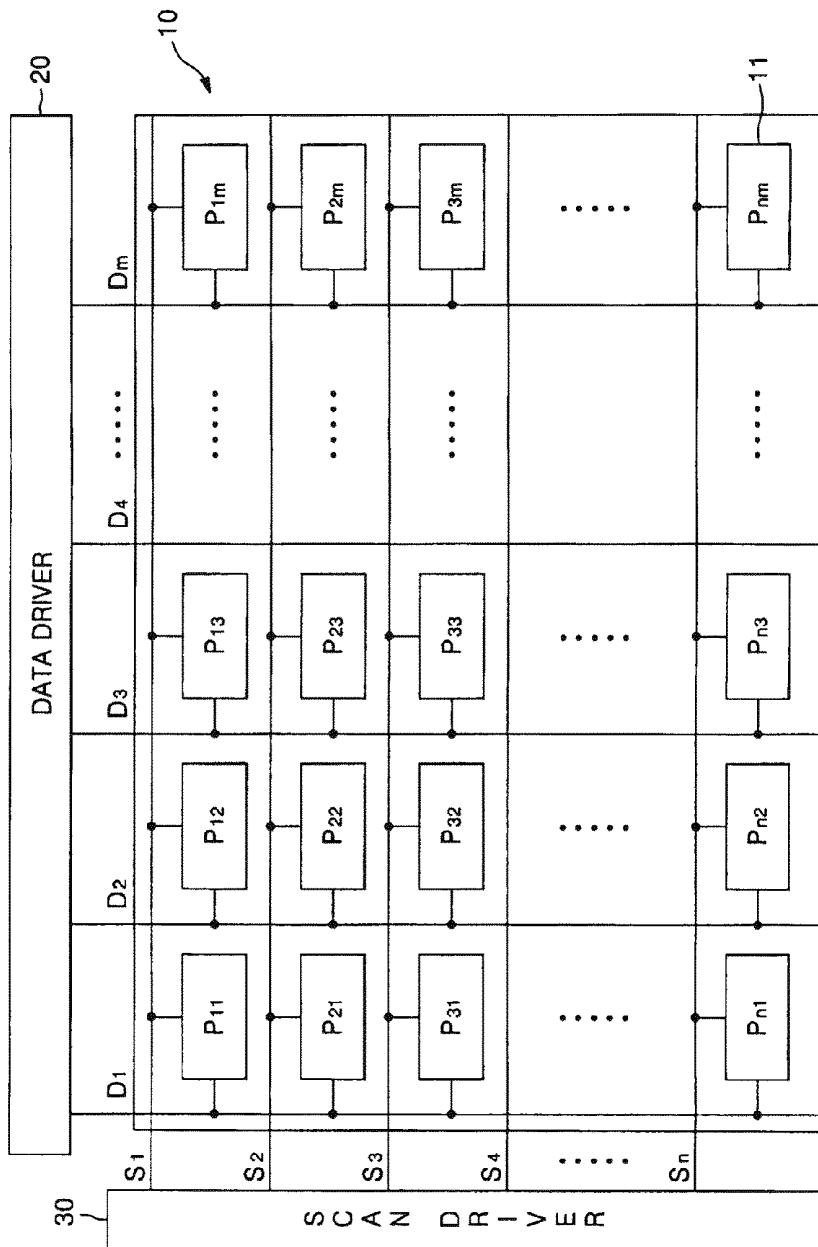 DATA DRIVER
20
10
D1 D2 D3 D4 ..... Dm
S1
P11 P12 P13 ..... P1m
S2
P21 P22 P23 ..... P2m
S3
P31 P32 P33 ..... P3m
S4
..... ..... ..... ..... .....
11
Sn
Pn1 Pn2 Pn3 ..... Pnm
30
SCAN DRIVER